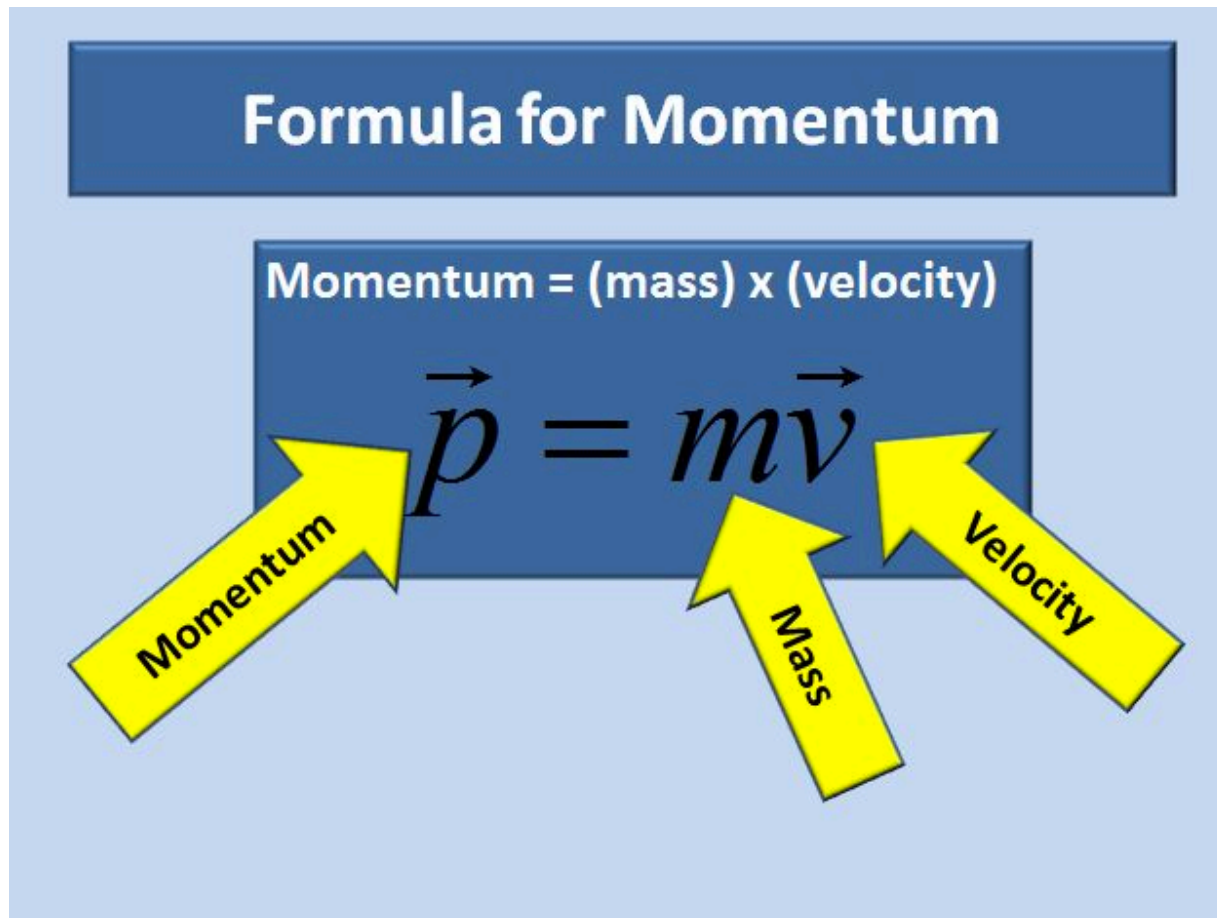 Formula for Momentum
Momentum = (mass) x (velocity)
p⃗ = mv⃗
Momentum
Mass
Velocity